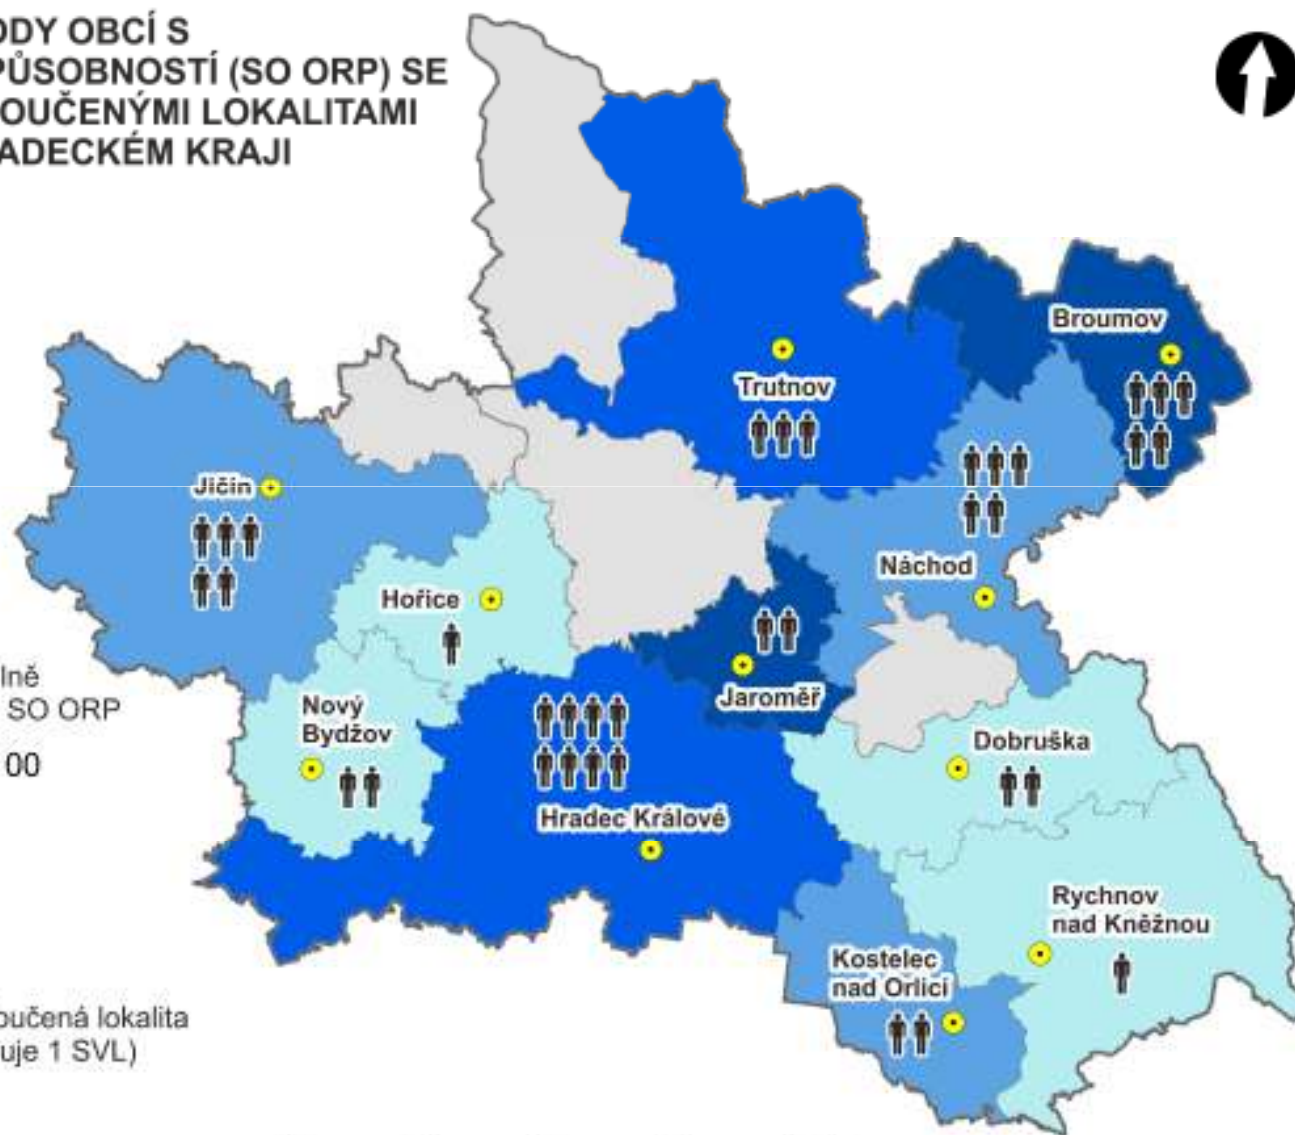 ODY OBCÍ S
PŮSOBNOSTÍ (SO ORP) SE
OUČENÝMI LOKALITAMI
ADECKÉM KRAJI
Broumov
Trutnov
Jičín
Náchod
Hořice
lně
SO ORP
Jaroměř
Nový
Bydžov
Dobruška
00
Hradec Králové
Rychnov
nad Kněžnou
Kostelec
nad Orlicí
oučená lokalita
uje 1 SVL)